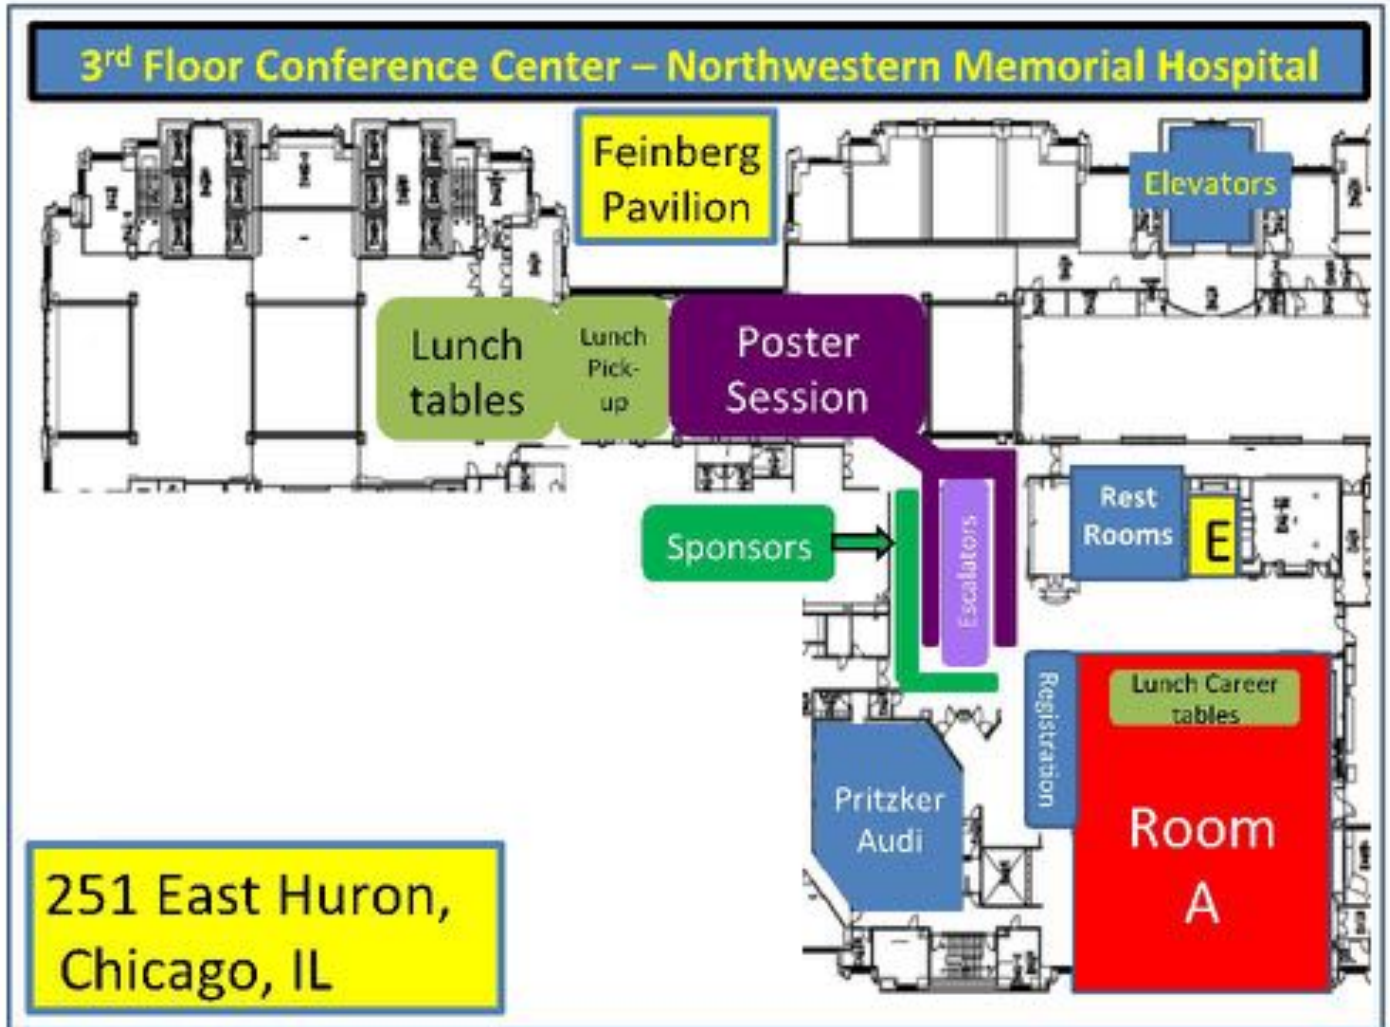 3rd Floor Conference Center – Northwestern Memorial Hospital
Feinberg
Pavilion
Elevators
Lunch
tables
Lunch
Pick-
up
Poster
Session
Rest
Rooms
E
Sponsors
Escalators
Registration
Lunch Career
tables
Pritzker
Audi
Room
A
251 East Huron,
Chicago, IL